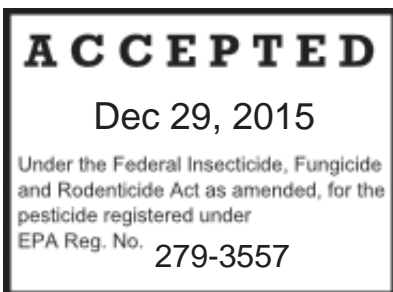 ACCEPTED
Dec 29, 2015
Under the Federal Insecticide, Fungicide
and Rodenticide Act as amended, for the
pesticide registered under
EPA Reg. No. 279-3557